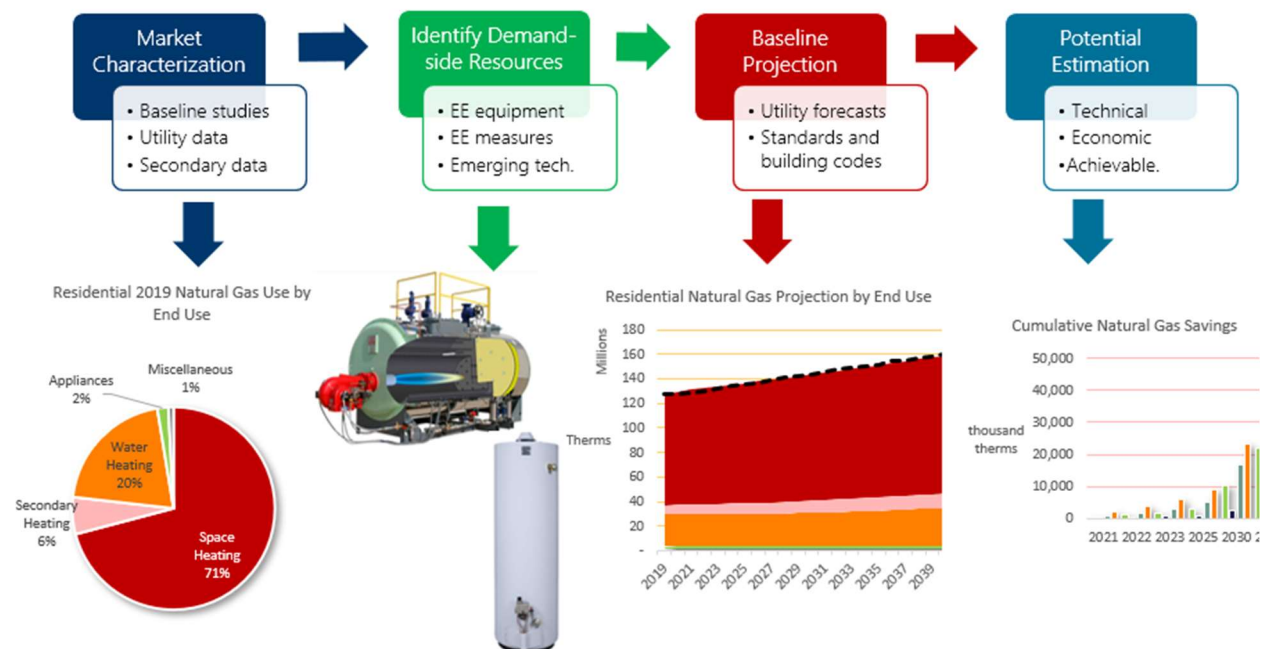 Market
Characterization
• Baseline studies
• Utility data
• Secondary data
Identify Demand-
side Resources
• EE equipment
• EE measures
• Emerging tech.
Baseline
Projection
• Utility forecasts
• Standards and
building codes
Potential
Estimation
• Technical
• Economic
•Achievable.
Residential 2019 Natural Gas Use by
End Use
Miscellaneous
1%
Appliances
2%
Water
Heating
20%
Secondary
Heating
6%
Space
Heating
71%
Residential Natural Gas Projection by End Use
Millions
Therms
180
160
140
120
100
80
60
40
20
-
2019
2021
2023
2025
2027
2029
2031
2033
2035
2037
2039
Cumulative Natural Gas Savings
thousand
therms
50,000
40,000
30,000
20,000
10,000
0
2021 2022 2023 2025 2030 2